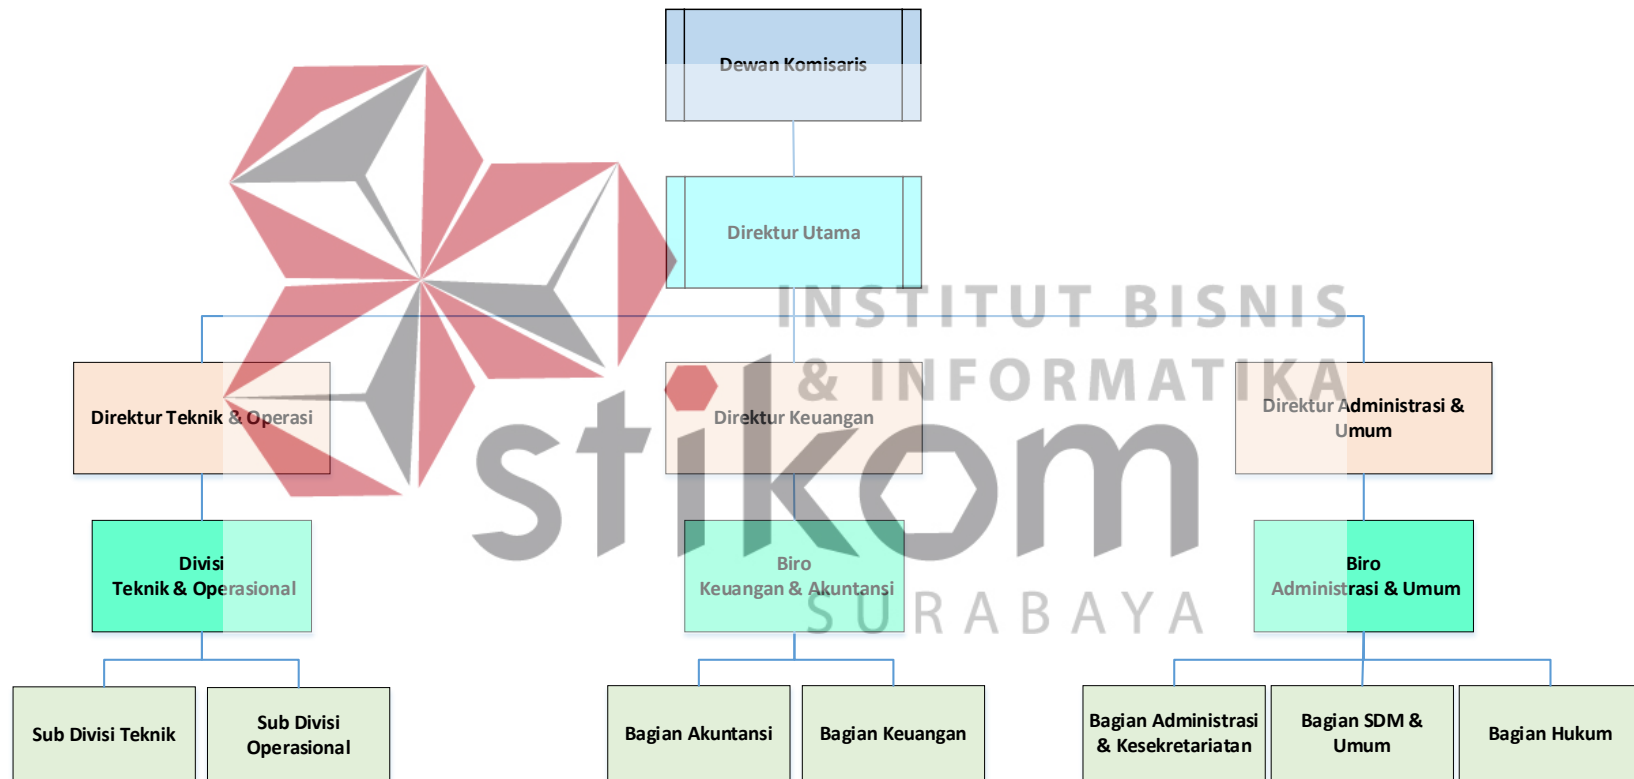 Dewan Komisaris
Direktur Utama
INSTITUT BISNIS
& INFORMATIKA
stikom
SURABAYA
Direktur Teknik & Operasi
Direktur Keuangan
Direktur Administrasi &
Umum
Divisi
Teknik & Operasional
Biro
Keuangan & Akuntansi
Biro
Administrasi & Umum
Sub Divisi Teknik
Sub Divisi
Operasional
Bagian Akuntansi
Bagian Keuangan
Bagian Administrasi
& Kesekretariatan
Bagian SDM &
Umum
Bagian Hukum